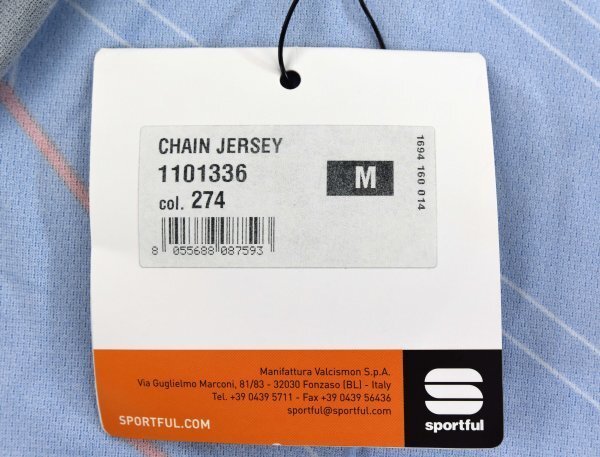 CHAIN JERSEY
1101336
col. 274
M
1694 160 014
8 055688 087593
Manifattura Valcismon S.p.A.
Via Guglielmo Marconi, 81/83 - 32030 Fonzaso (BL) - Italy
Tel. +39 0439 5711 - Fax +39 0439 56436
sportful@sportful.com
SPORTFUL.COM
sportful